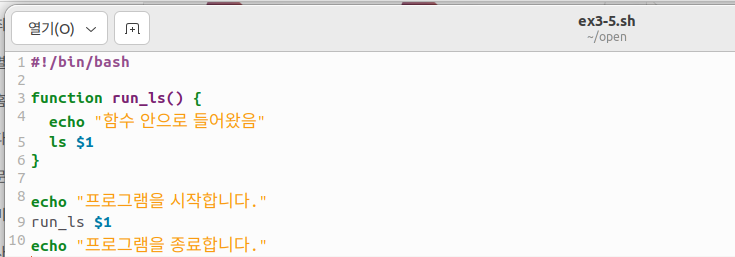 열기(O)
ex3-5.sh
~/open
1 #!/bin/bash
2
3 function run_ls() {
4 echo "함수 안으로 들어왔음"
5 ls $1
6 }
7
8 echo "프로그램을 시작합니다."
9 run_ls $1
10 echo "프로그램을 종료합니다."